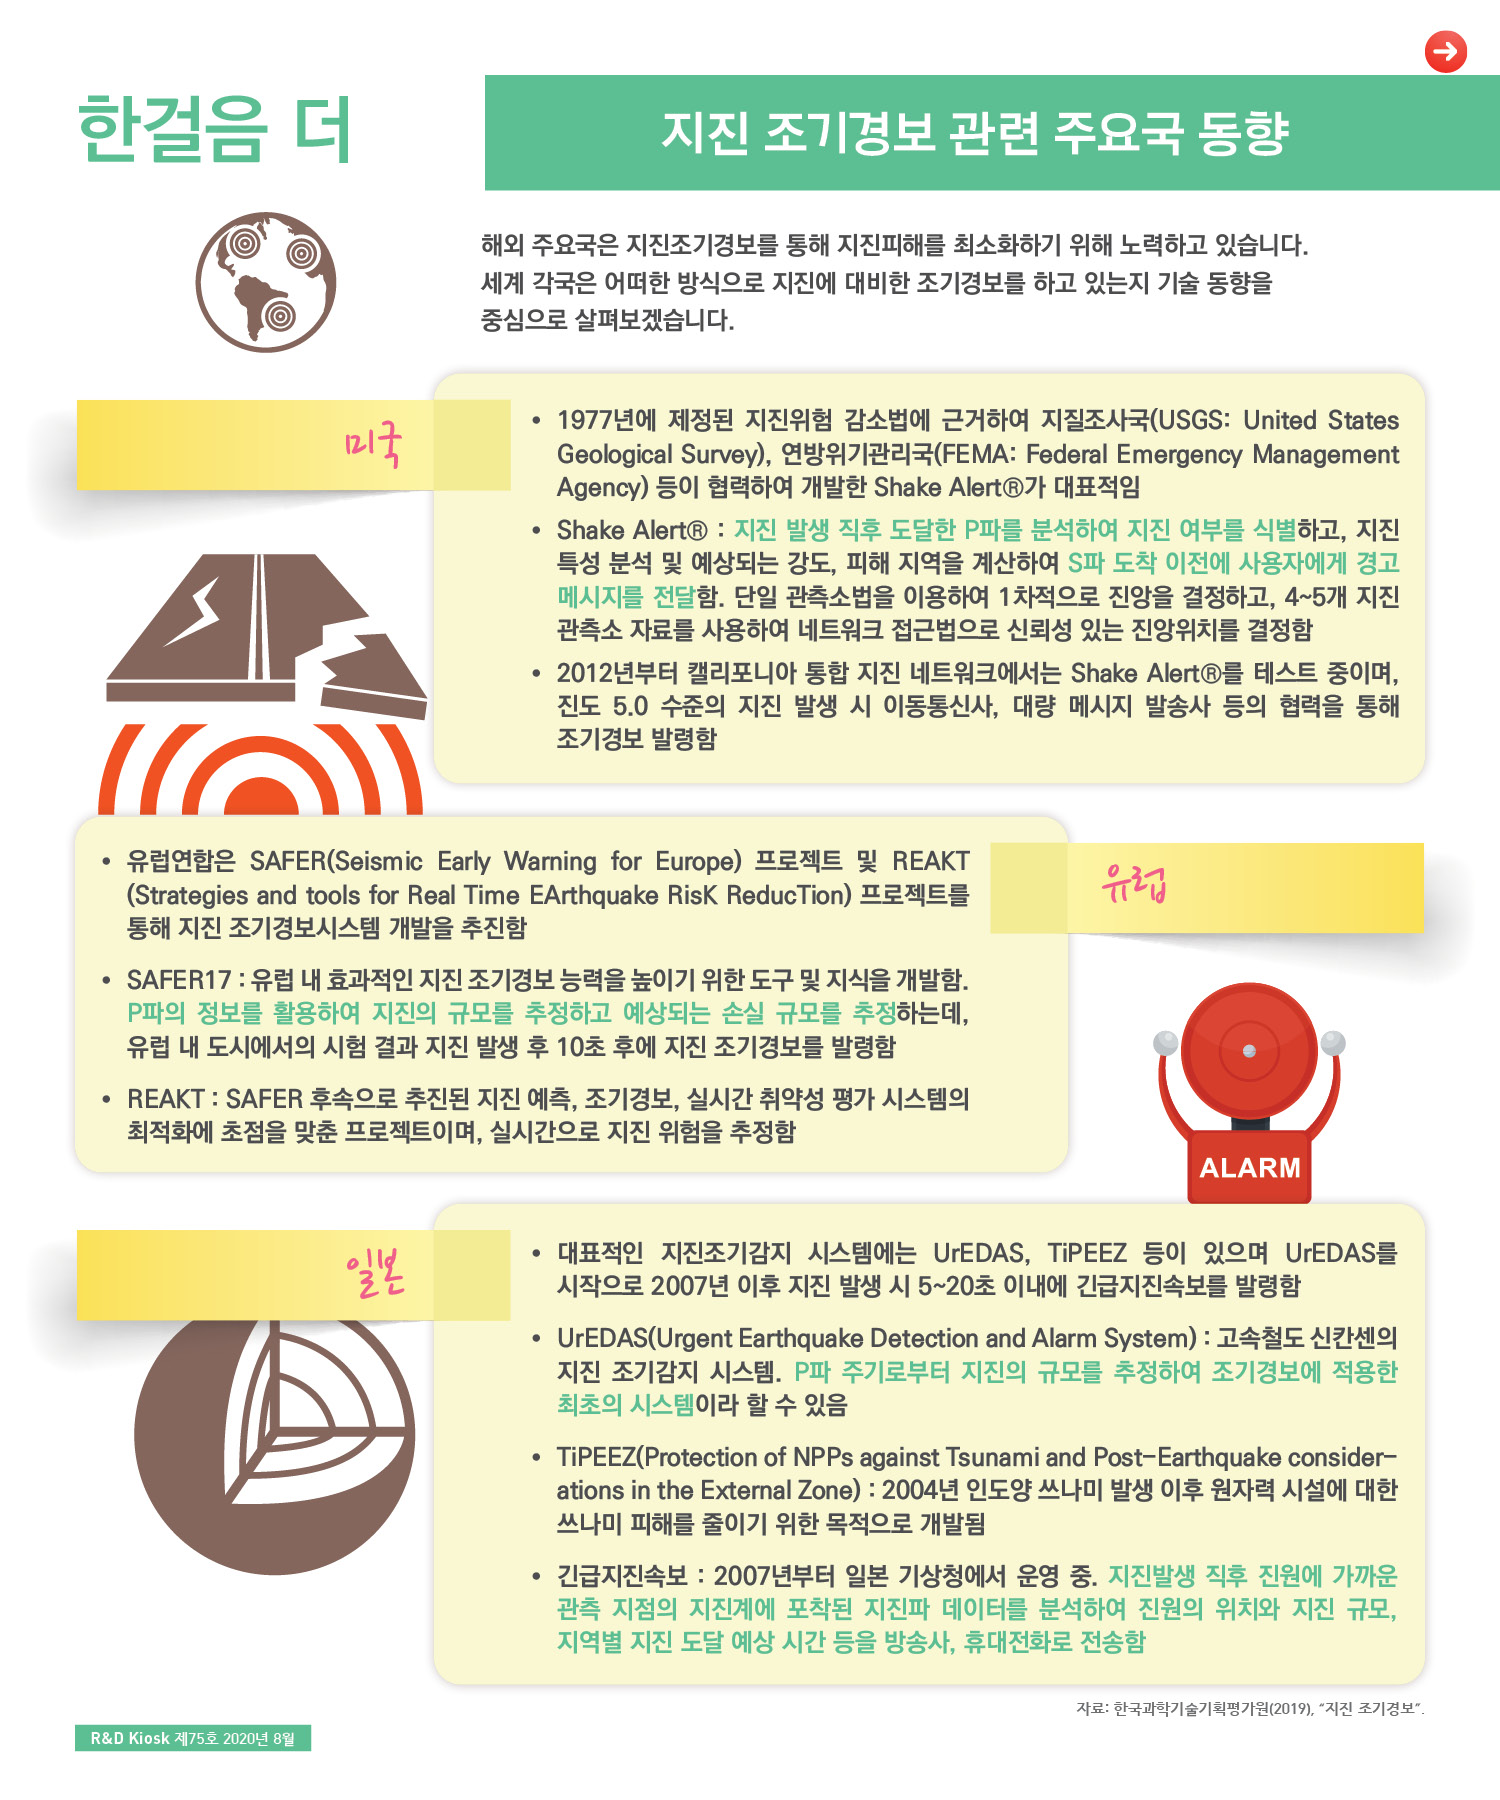 한걸음 더
지진 조기경보 관련 주요국 동향
해외 주요국은 지진조기경보를 통해 지진피해를 최소화하기 위해 노력하고 있습니다.
세계 각국은 어떠한 방식으로 지진에 대비한 조기경보를 하고 있는지 기술 동향을
중심으로 살펴보겠습니다.
미국
• 1977년에 제정된 지진위험 감소법에 근거하여 지질조사국(USGS: United States
Geological Survey), 연방위기관리국(FEMA: Federal Emergency Management
Agency) 등이 협력하여 개발한 Shake Alert®가 대표적임
• Shake Alert® : 지진 발생 직후 도달한 P파를 분석하여 지진 여부를 식별하고, 지진
특성 분석 및 예상되는 강도, 피해 지역을 계산하여 S파 도착 이전에 사용자에게 경고
메시지를 전달함. 단일 관측소법을 이용하여 1차적으로 진앙을 결정하고, 4~5개 지진
관측소 자료를 사용하여 네트워크 접근법으로 신뢰성 있는 진앙위치를 결정함
• 2012년부터 캘리포니아 통합 지진 네트워크에서는 Shake Alert®를 테스트 중이며,
진도 5.0 수준의 지진 발생 시 이동통신사, 대량 메시지 발송사 등의 협력을 통해
조기경보 발령함
유럽
• 유럽연합은 SAFER(Seismic Early Warning for Europe) 프로젝트 및 REAKT
(Strategies and tools for Real Time EArthquake RisK ReducTion) 프로젝트를
통해 지진 조기경보시스템 개발을 추진함
• SAFER17 : 유럽 내 효과적인 지진 조기경보 능력을 높이기 위한 도구 및 지식을 개발함.
P파의 정보를 활용하여 지진의 규모를 추정하고 예상되는 손실 규모를 추정하는데,
유럽 내 도시에서의 시험 결과 지진 발생 후 10초 후에 지진 조기경보를 발령함
• REAKT : SAFER 후속으로 추진된 지진 예측, 조기경보, 실시간 취약성 평가 시스템의
최적화에 초점을 맞춘 프로젝트이며, 실시간으로 지진 위험을 추정함
ALARM
일본
• 대표적인 지진조기감지 시스템에는 UrEDAS, TiPEEZ 등이 있으며 UrEDAS를
시작으로 2007년 이후 지진 발생 시 5~20초 이내에 긴급지진속보를 발령함
• UrEDAS(Urgent Earthquake Detection and Alarm System) : 고속철도 신칸센의
지진 조기감지 시스템. P파 주기로부터 지진의 규모를 추정하여 조기경보에 적용한
최초의 시스템이라 할 수 있음
• TiPEEZ(Protection of NPPs against Tsunami and Post-Earthquake consider-
ations in the External Zone) : 2004년 인도양 쓰나미 발생 이후 원자력 시설에 대한
쓰나미 피해를 줄이기 위한 목적으로 개발됨
• 긴급지진속보 : 2007년부터 일본 기상청에서 운영 중. 지진발생 직후 진원에 가까운
관측 지점의 지진계에 포착된 지진파 데이터를 분석하여 진원의 위치와 지진 규모,
지역별 지진 도달 예상 시간 등을 방송사, 휴대전화로 전송함
자료: 한국과학기술기획평가원(2019), “지진 조기경보”.
R&D Kiosk 제75호 2020년 8월